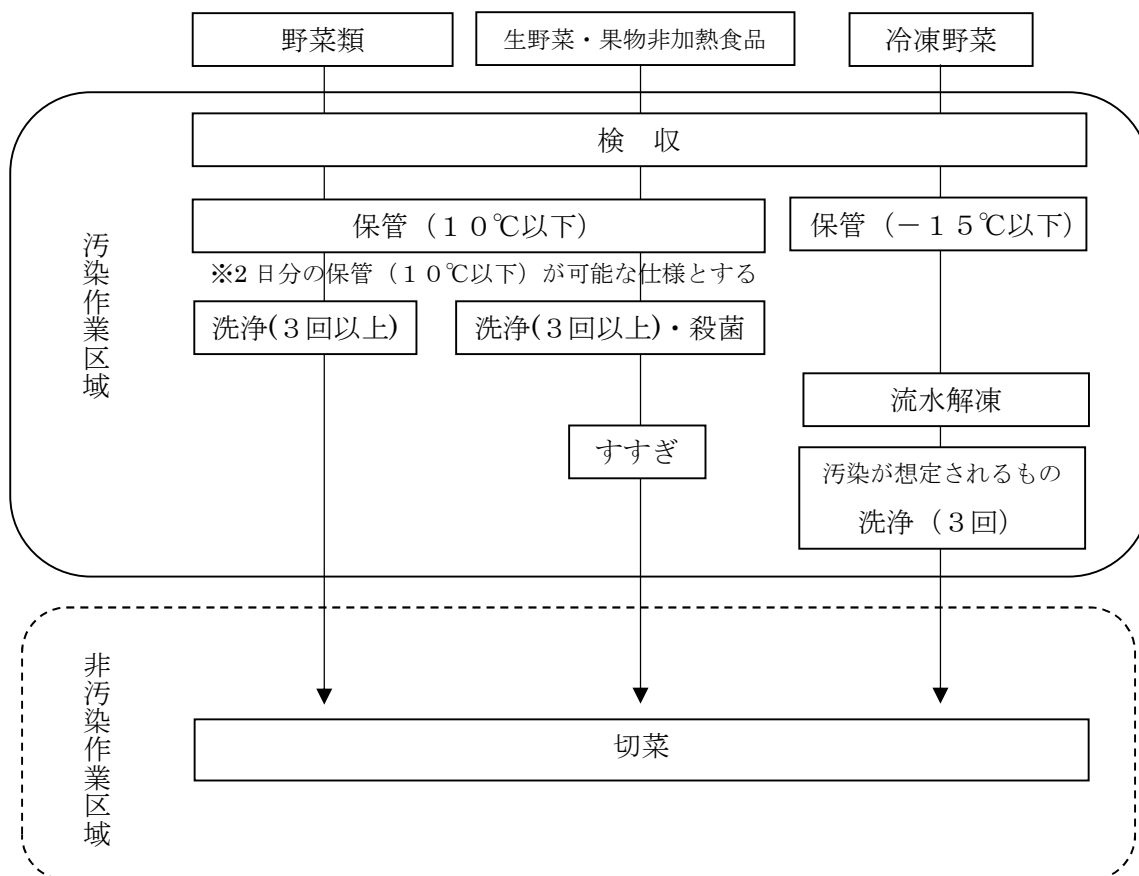 野菜類
生野菜・果物非加熱食品
冷凍野菜
検　収
汚染作業区域
保管（１０℃以下）
保管（－１５℃以下）
※2 日分の保管（１０℃以下）が可能な仕様とする
洗浄(３回以上)
洗浄(３回以上)・殺菌
流水解凍
すすぎ
汚染が想定されるもの
洗浄（３回）
非汚染作業区域
切菜